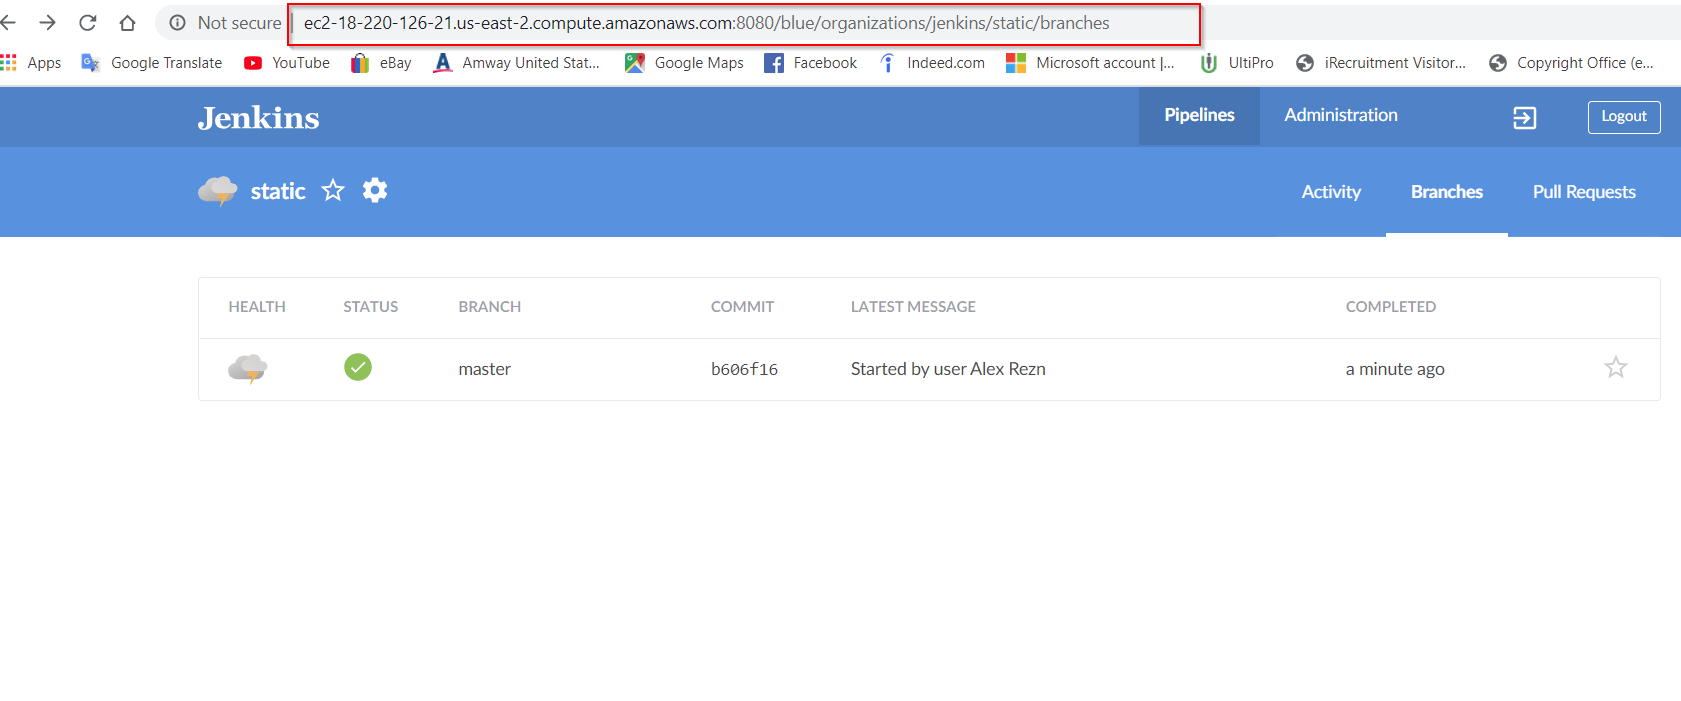 Not secure | ec2-18-220-126-21.us-east-2.compute.amazonaws.com:8080/blue/organizations/jenkins/static/branches
Apps Google Translate YouTube eBay Amway United Stat... Google Maps Facebook Indeed.com Microsoft account |... UltiPro iRecruitment Visitor... Copyright Office (e...
Jenkins Pipelines Administration Logout
static Activity Branches Pull Requests
HEALTH STATUS BRANCH COMMIT LATEST MESSAGE COMPLETED
master b606f16 Started by user Alex Rezn a minute ago